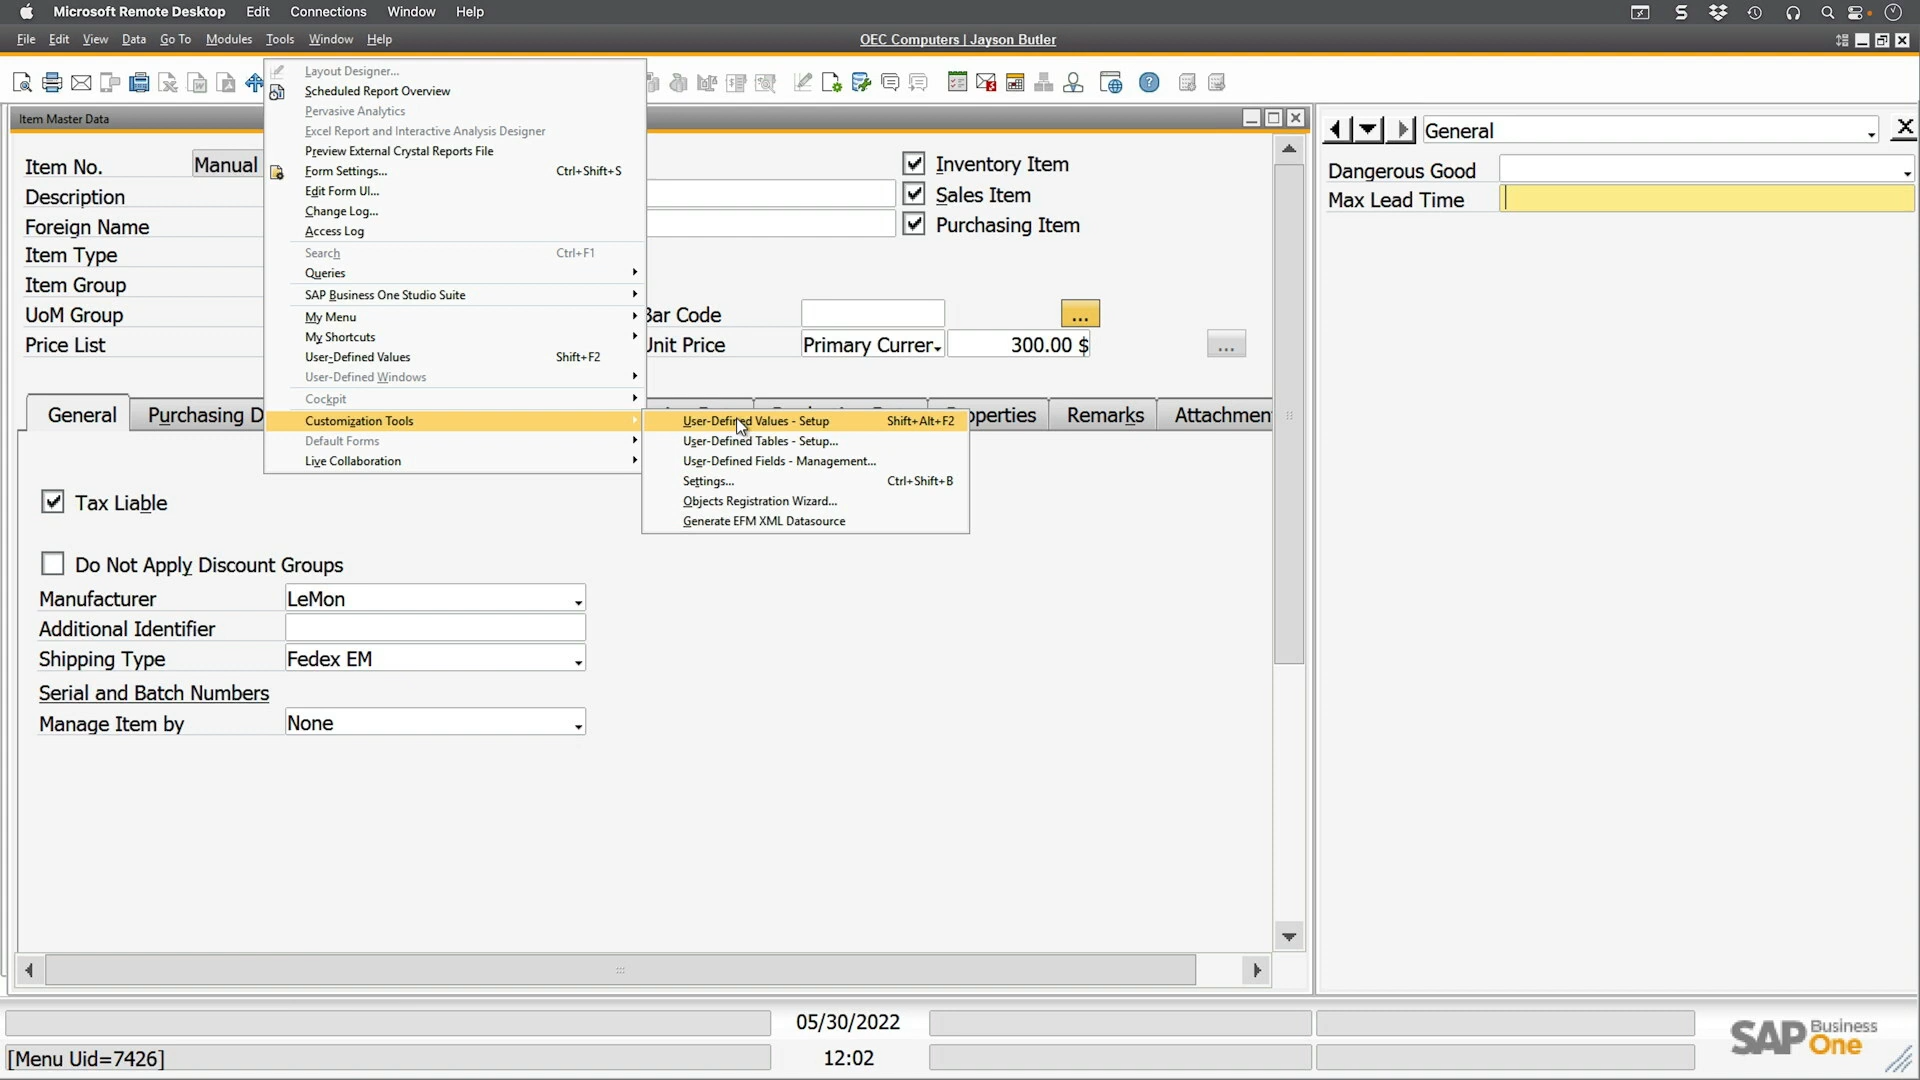 Microsoft Remote Desktop Edit Connections Window Help
File Edit View Data Go To Modules Tools Window Help
OEC Computers | Jayson Butler
Item Master Data
Item No. Manual
Description
Foreign Name
Item Type
Item Group
UoM Group
Price List
Layout Designer...
Scheduled Report Overview
Pervasive Analytics
Excel Report and Interactive Analysis Designer
Preview External Crystal Reports File
Form Settings... Ctrl+Shift+S
Edit Form UI...
Change Log...
Access Log
Search Ctrl+F1
Queries
SAP Business One Studio Suite
My Menu
My Shortcuts
User-Defined Values Shift+F2
User-Defined Windows
Cockpit
Customization Tools
Default Forms
Live Collaboration
User-Defined Values - Setup Shift+Alt+F2
User-Defined Tables - Setup...
User-Defined Fields - Management...
Settings... Ctrl+Shift+B
Objects Registration Wizard...
Generate EFM XML Datasource
Inventory Item
Sales Item
Purchasing Item
Bar Code ...
Unit Price Primary Currer 300.00 $ ...
General Purchasing D operties Remarks Attachmen
Tax Liable
Do Not Apply Discount Groups
Manufacturer LeMon
Additional Identifier
Shipping Type Fedex EM
Serial and Batch Numbers
Manage Item by None
General
Dangerous Good
Max Lead Time
05/30/2022
[Menu Uid=7426] 12:02
SAP Business One